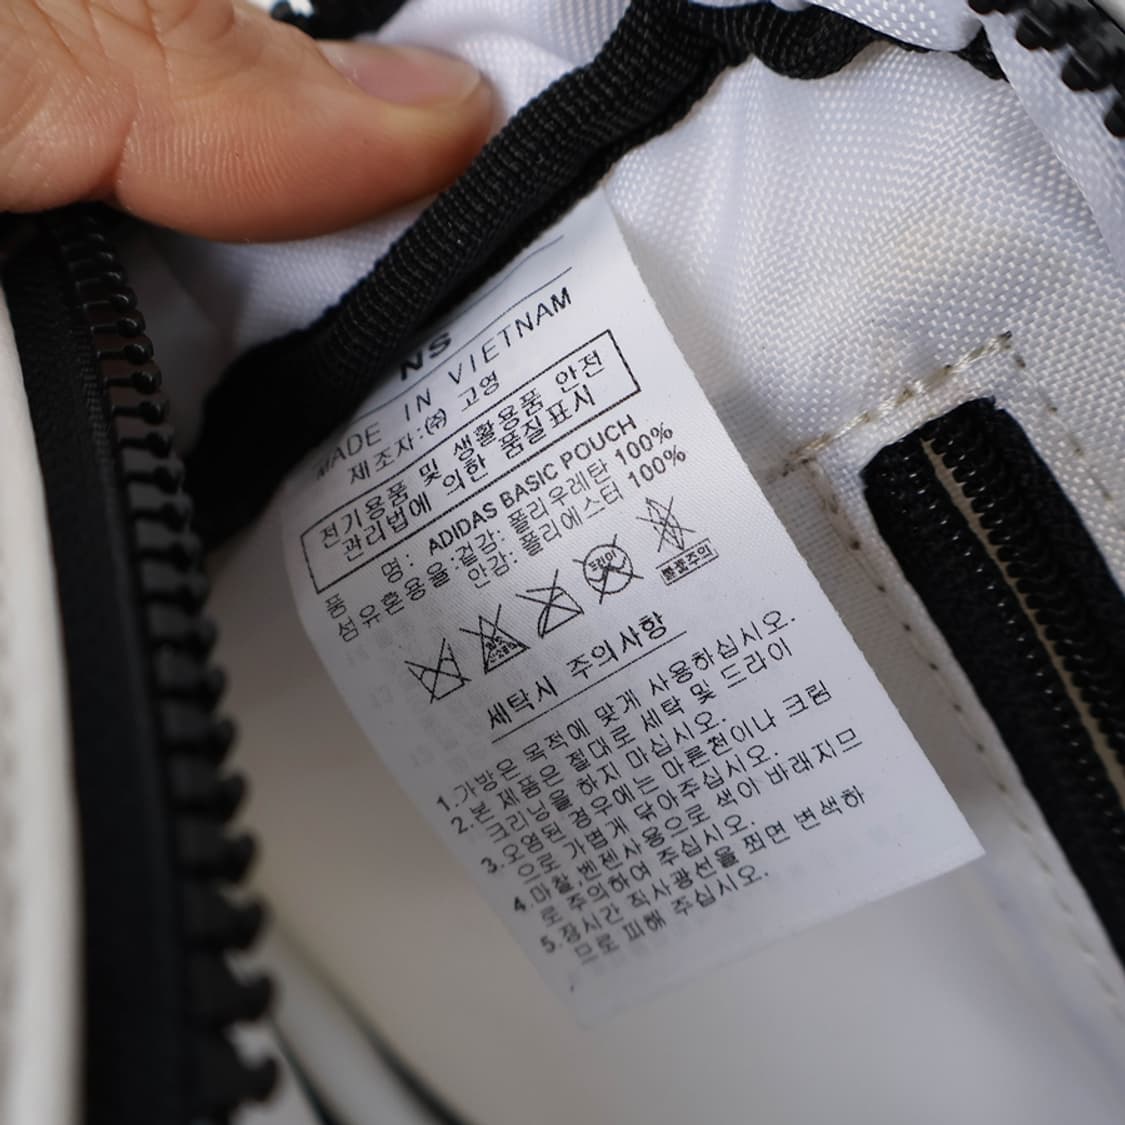 NS
MADE IN VIETNAM
제조자:㈜ 고영
전기용품 및 생활용품 안전
관리법에 의한 품질표시
품 명: ADIDAS BASIC POUCH
섬유혼용율:겉감: 폴리우레탄 100%
안감: 폴리에스터 100%
드라이
세탁시 주의사항
1.가방은 목적에 맞게 사용하십시오.
2.본 제품은 절대로 세탁 및 드라이
크리닝을 하지 마십시오.
3.오염된 경우에는 마른천이나 크림
으로 가볍게 닦아주십시오.
4.마찰,벤젠사용으로 색이 바래지므
로주의하여 주십시오.
5.장시간 직사광선을 쬐면 변색하
므로 피해 주십시오.